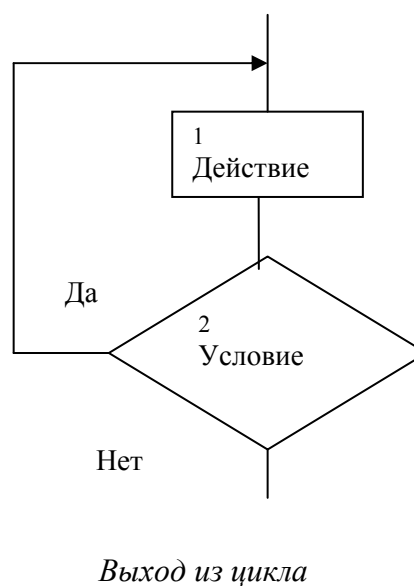 1
Действие
Да
2
Условие
Нет
Выход из цикла